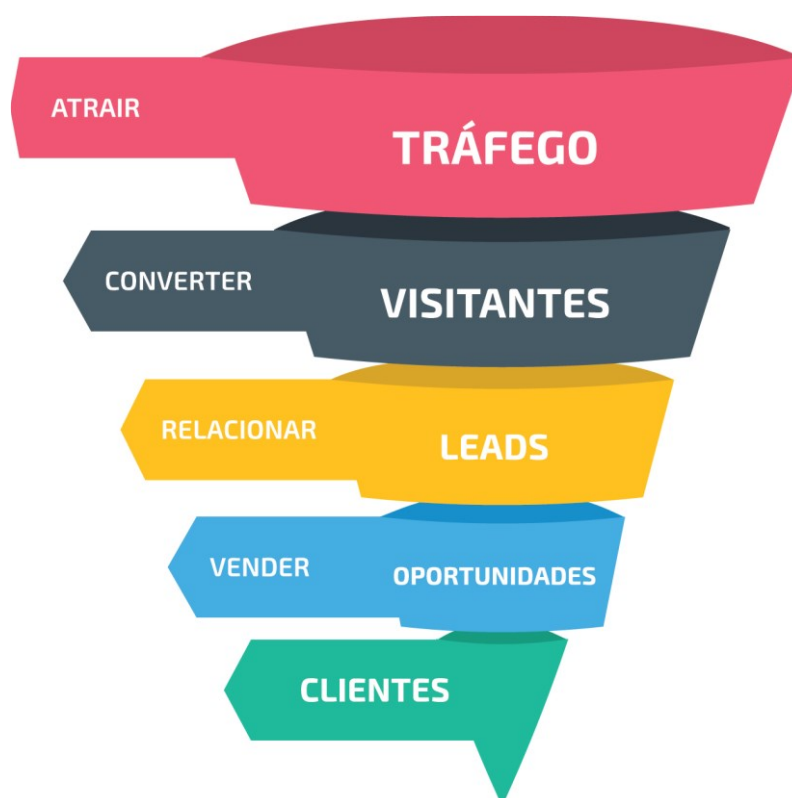 ATRAIR
TRÁFEGO
CONVERTER
VISITANTES
RELACIONAR
LEADS
VENDER
OPORTUNIDADES
CLIENTES